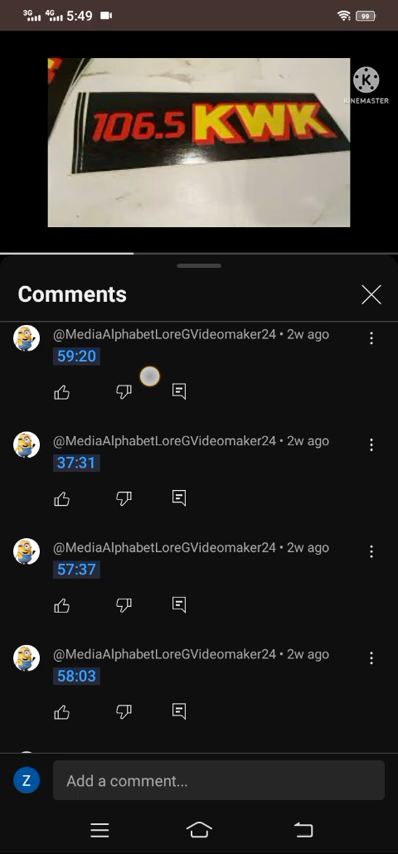 3G 4G 5:49 99
106.5 KWK
K
KINEMASTER
Comments
@MediaAlphabetLoreGVideomaker24 • 2w ago
59:20
@MediaAlphabetLoreGVideomaker24 • 2w ago
37:31
@MediaAlphabetLoreGVideomaker24 • 2w ago
57:37
@MediaAlphabetLoreGVideomaker24 • 2w ago
58:03
Z
Add a comment...